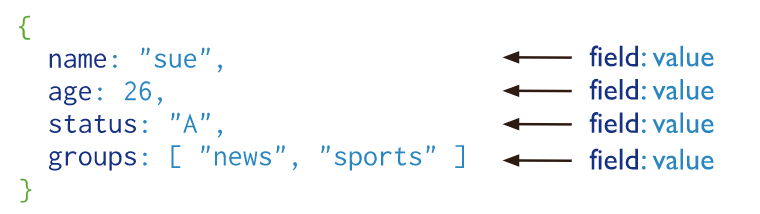 {
name: "sue", field: value
age: 26, field: value
status: "A", field: value
groups: [ "news", "sports" ] field: value
}